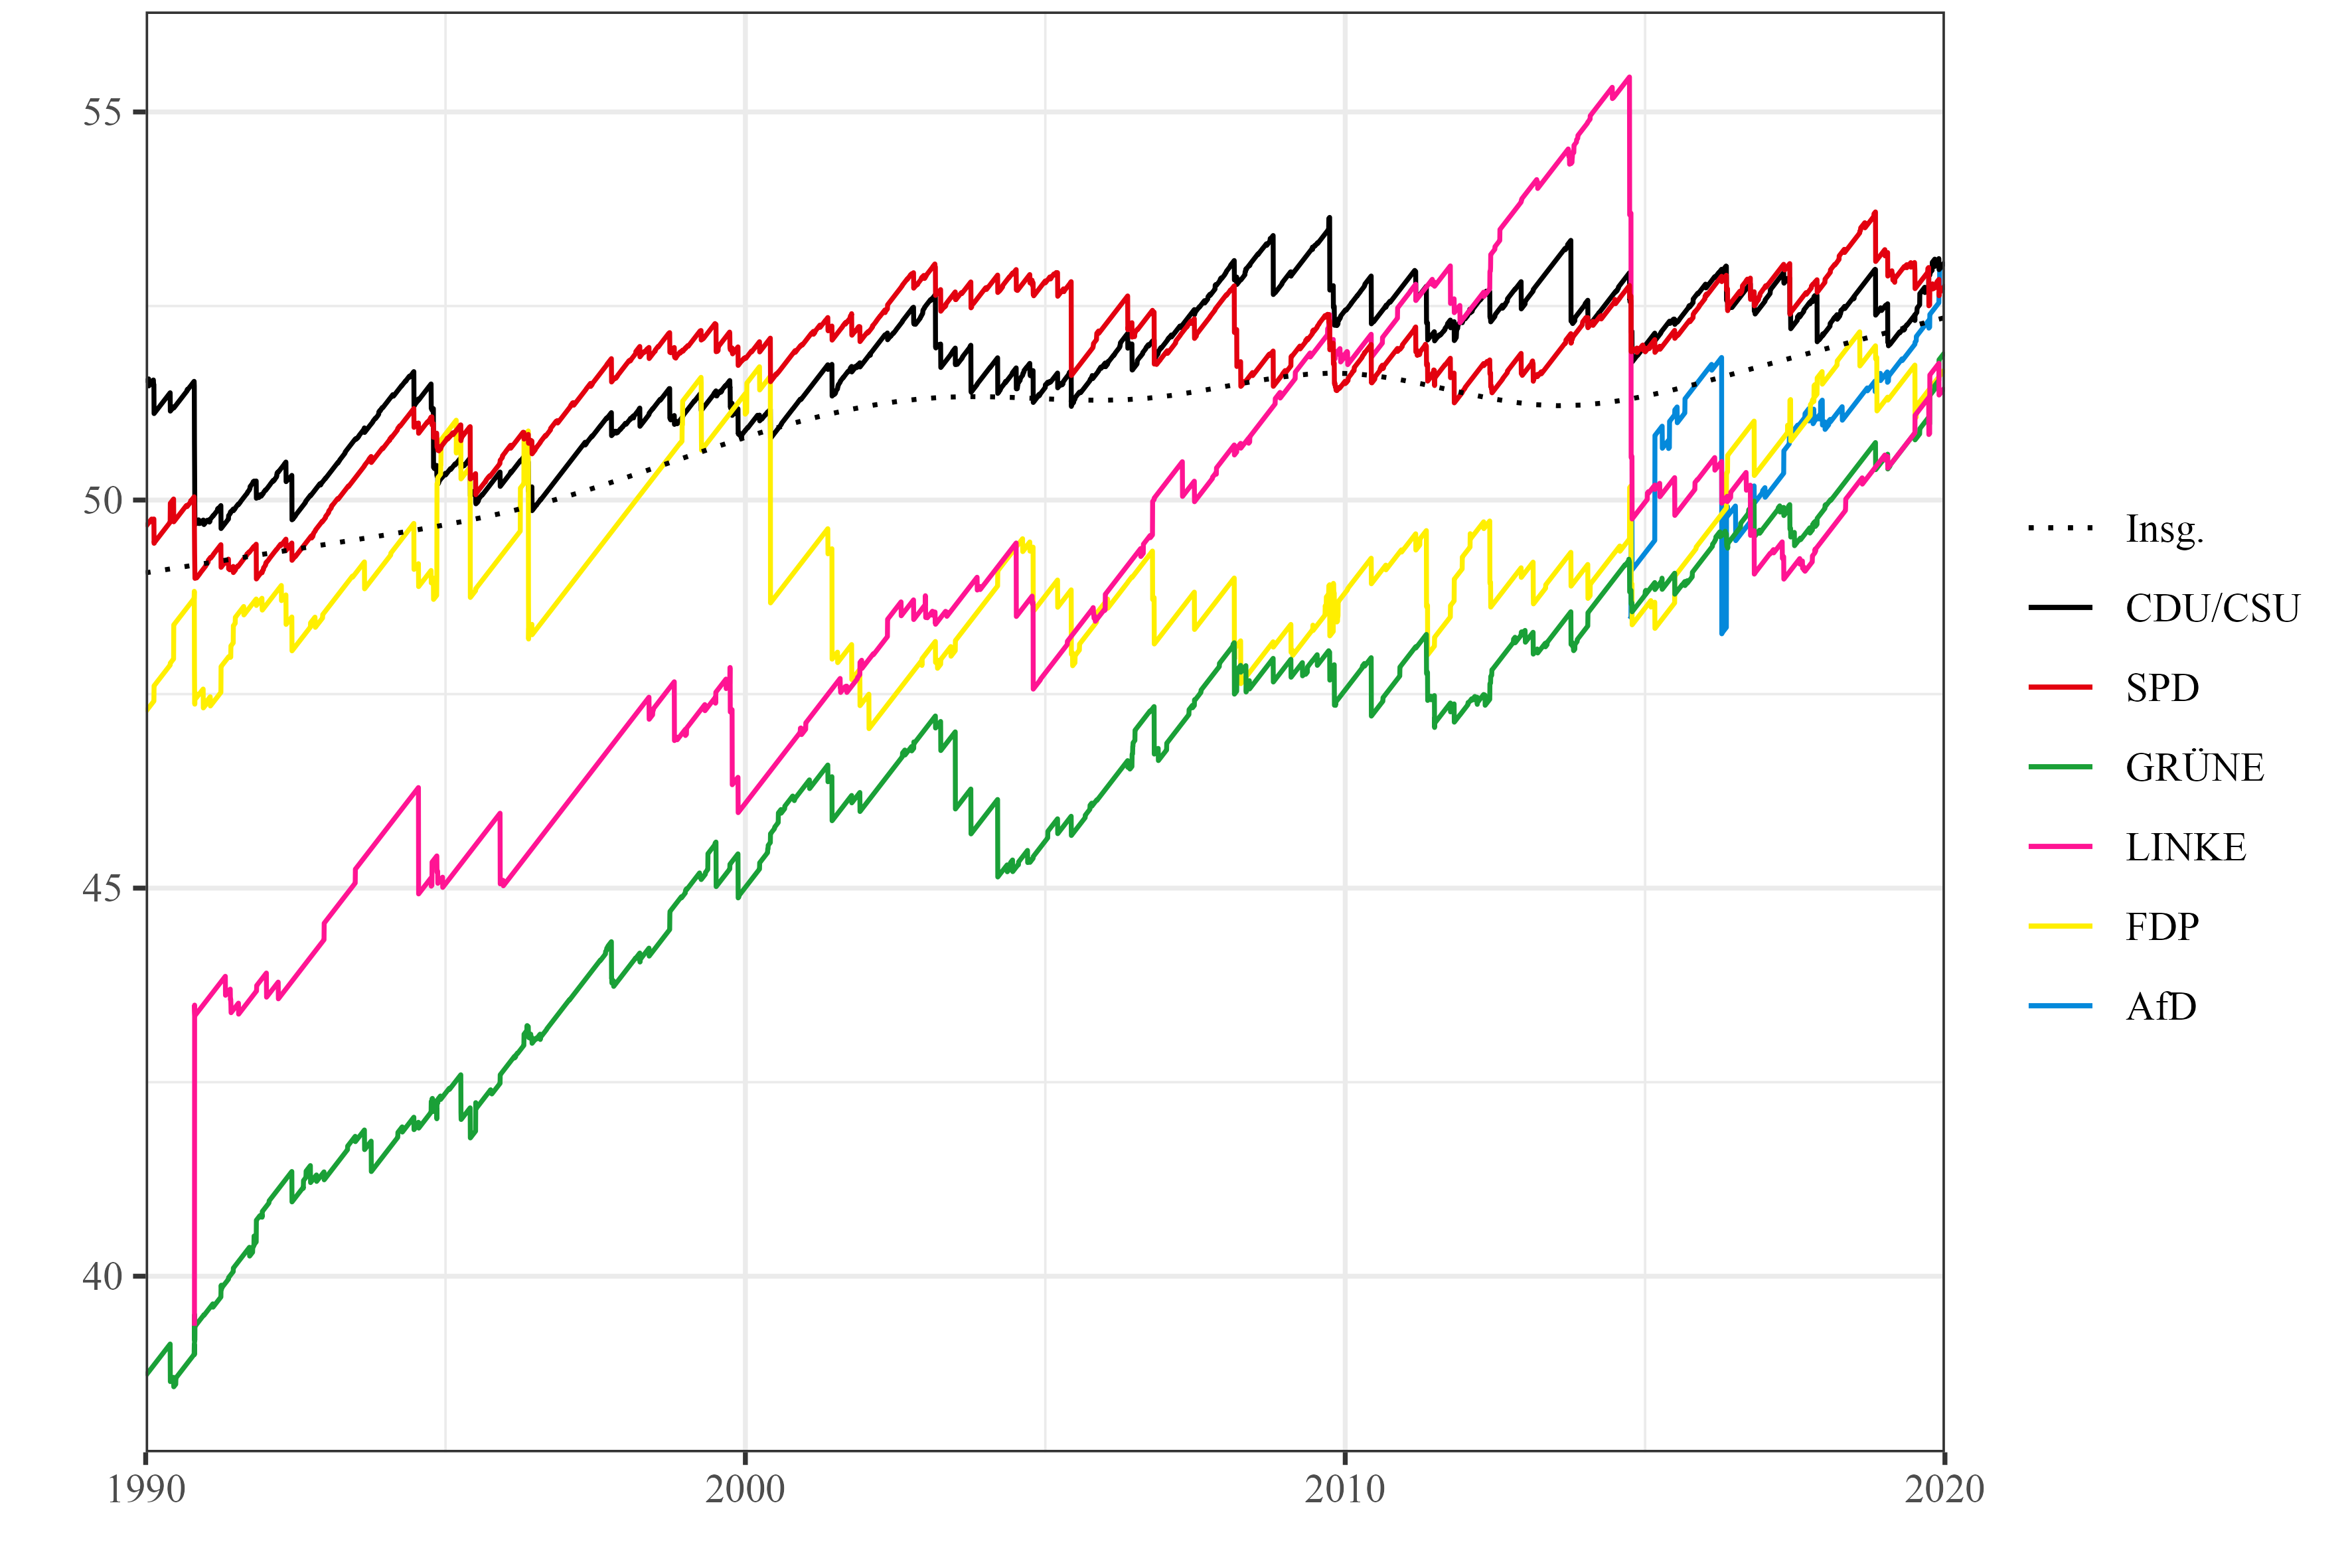 55
50
45
40
1990
2000
2010
2020
Insg.
CDU/CSU
SPD
GRÜNE
LINKE
FDP
AfD